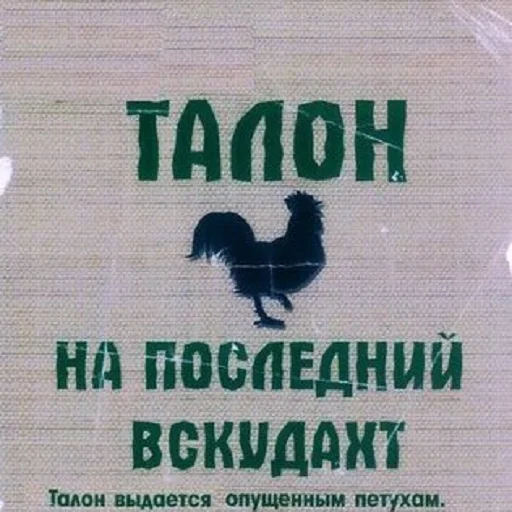 ТАЛОН
НА ПОСЛЕДНИЙ
ВСКУДАХТ
Талон выдается опущенным петухам.